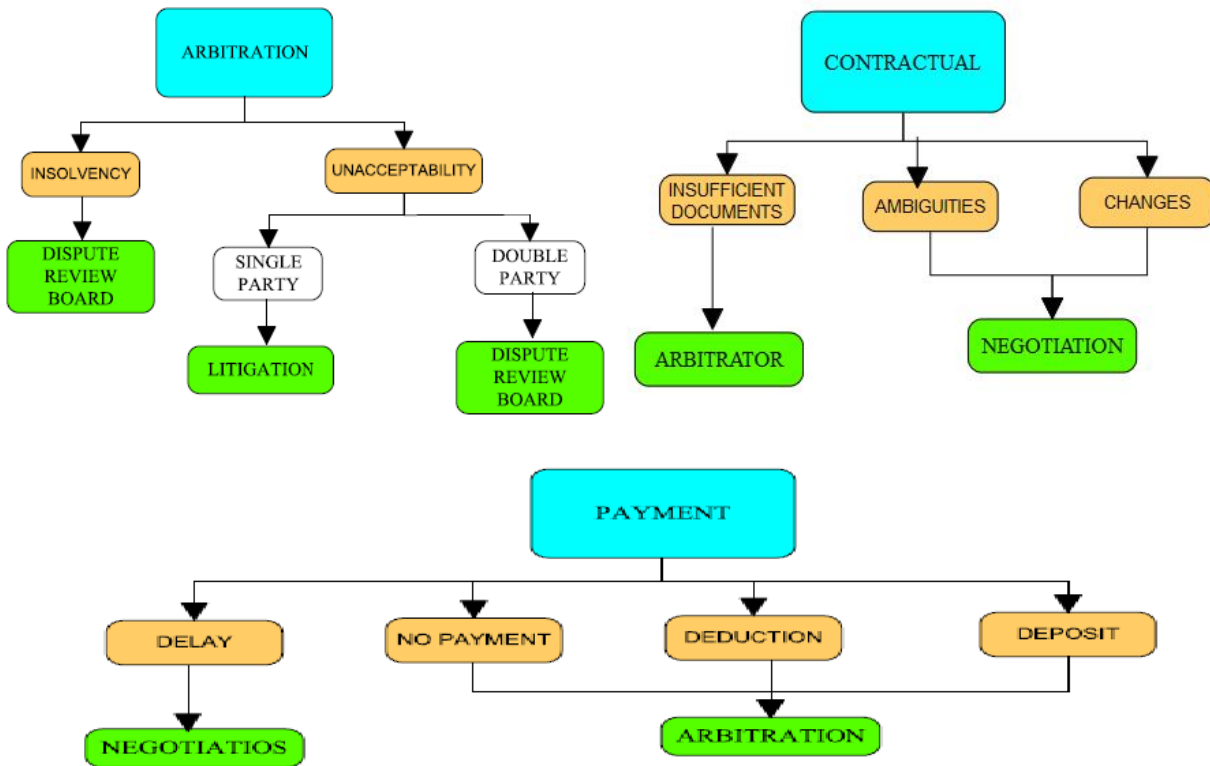 ARBITRATION
INSOLVENCY
UNACCEPTABILITY
DISPUTE
REVIEW
BOARD
SINGLE
PARTY
DOUBLE
PARTY
LITIGATION
DISPUTE
REVIEW
BOARD
CONTRACTUAL
INSUFFICIENT
DOCUMENTS
AMBIGUITIES
CHANGES
ARBITRATOR
NEGOTIATION
PAYMENT
DELAY
NO PAYMENT
DEDUCTION
DEPOSIT
NEGOTIATIOS
ARBITRATION